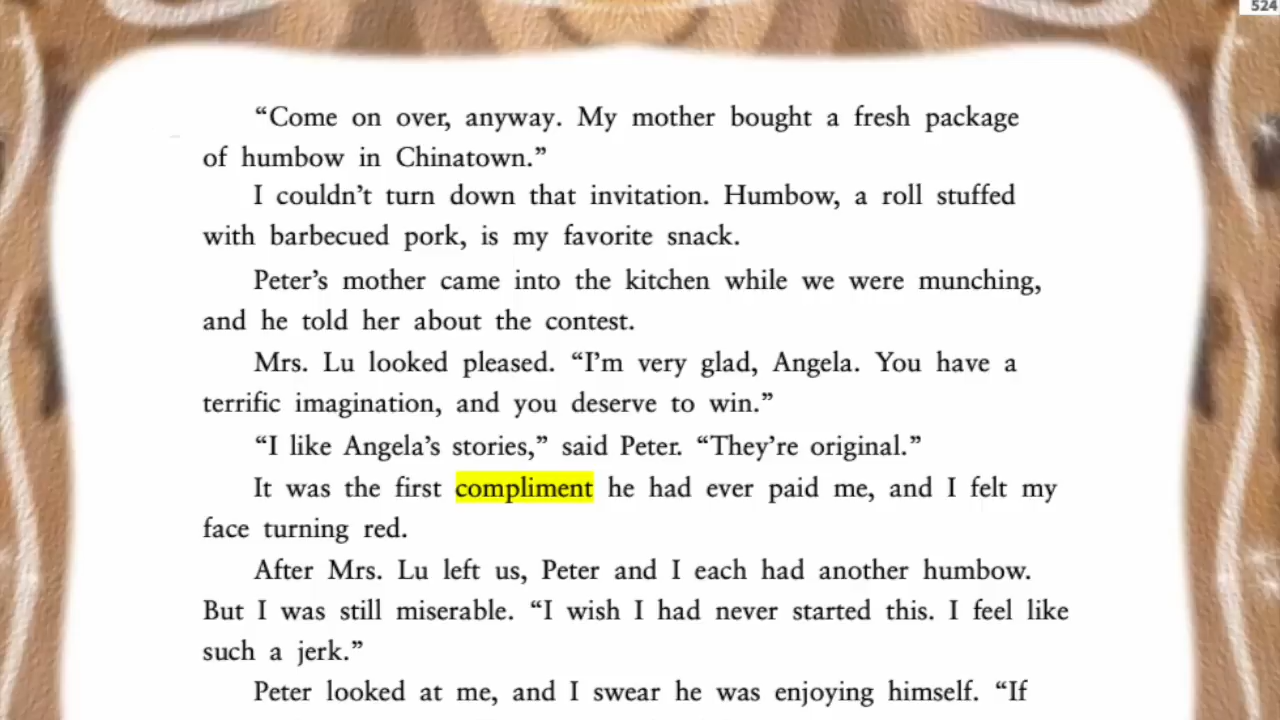 524
“Come on over, anyway. My mother bought a fresh package
of humbow in Chinatown.”
I couldn’t turn down that invitation. Humbow, a roll stuffed
with barbecued pork, is my favorite snack.
Peter’s mother came into the kitchen while we were munching,
and he told her about the contest.
Mrs. Lu looked pleased. “I’m very glad, Angela. You have a
terrific imagination, and you deserve to win.”
“I like Angela’s stories,” said Peter. “They’re original.”
It was the first compliment he had ever paid me, and I felt my
face turning red.
After Mrs. Lu left us, Peter and I each had another humbow.
But I was still miserable. “I wish I had never started this. I feel like
such a jerk.”
Peter looked at me, and I swear he was enjoying himself. “If